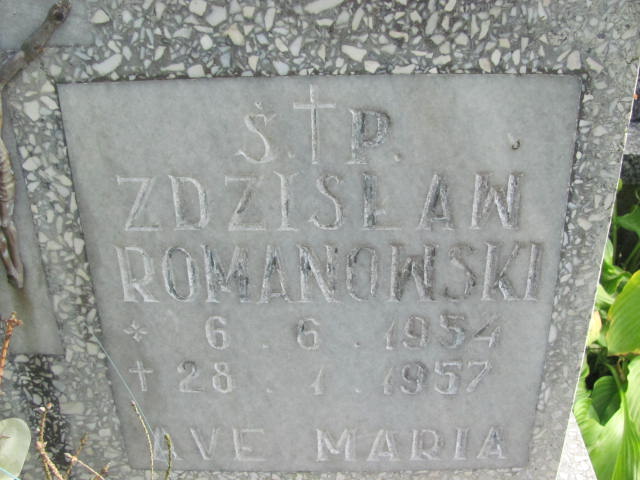 Ś.†P.
ZDZISŁAW
ROMANOWSKI
* 6.6.1954
† 28.1.1957
AVE MARIA